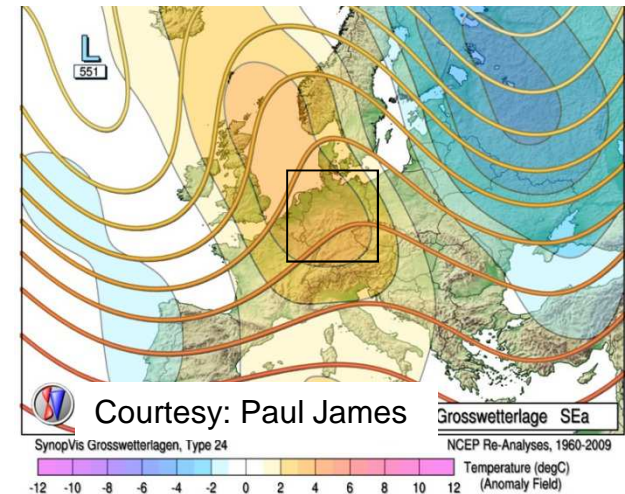 L
551
Courtesy: Paul James
Grosswetterlage SEa
SynopVis Grosswetterlagen, Type 24
NCEP Re-Analyses, 1960-2009
-12 -10 -8 -6 -4 -2 0 2 4 6 8 10 12
Temperature (degC)
(Anomaly Field)